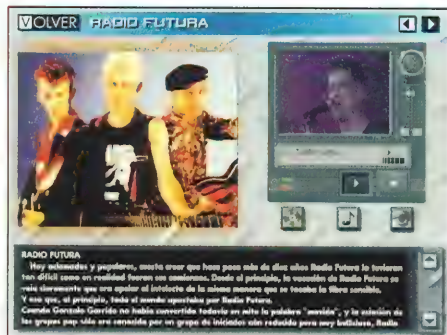 VOLVER RADIO FUTURA
RADIO FUTURA
Hoy aclamados y populares, cuesta creer que hace poco más de diez años Radio Futura lo tuvieran
tan difícil como en realidad fueron sus comienzos. Desde el principio, la vocación de Radio Futura se
veía claramente que era apelar al intelecto de la misma manera que se tocaba la fibra sensible.
Y eso que, al principio, todo el mundo apostaba por Radio Futura.
Cuando Gonzalo Garrido no había convertido todavía en mito la palabra "movida", y la eclosión de
los grupos pop sólo era conocida por un grupo de iniciados aún reducido pero muy bullicioso, Radio